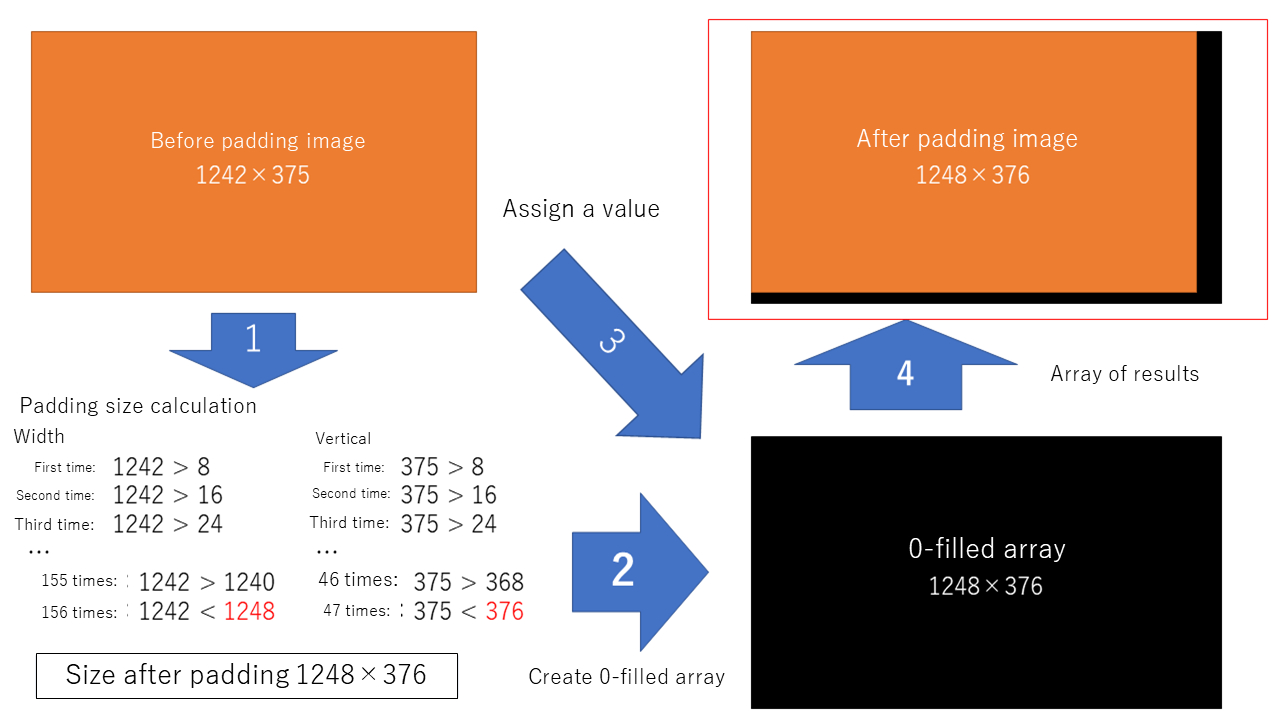 Before padding image
1242×375
1
Padding size calculation
Width
First time: 1242 > 8
Second time: 1242 > 16
Third time: 1242 > 24
...
155 times: : 1242 > 1240
156 times: : 1242 < 1248
Vertical
First time: 375 > 8
Second time: 375 > 16
Third time: 375 > 24
...
46 times: 375 > 368
47 times: : 375 < 376
Size after padding 1248×376
2
Create 0-filled array
Assign a value
3
0-filled array
1248×376
4
Array of results
After padding image
1248×376